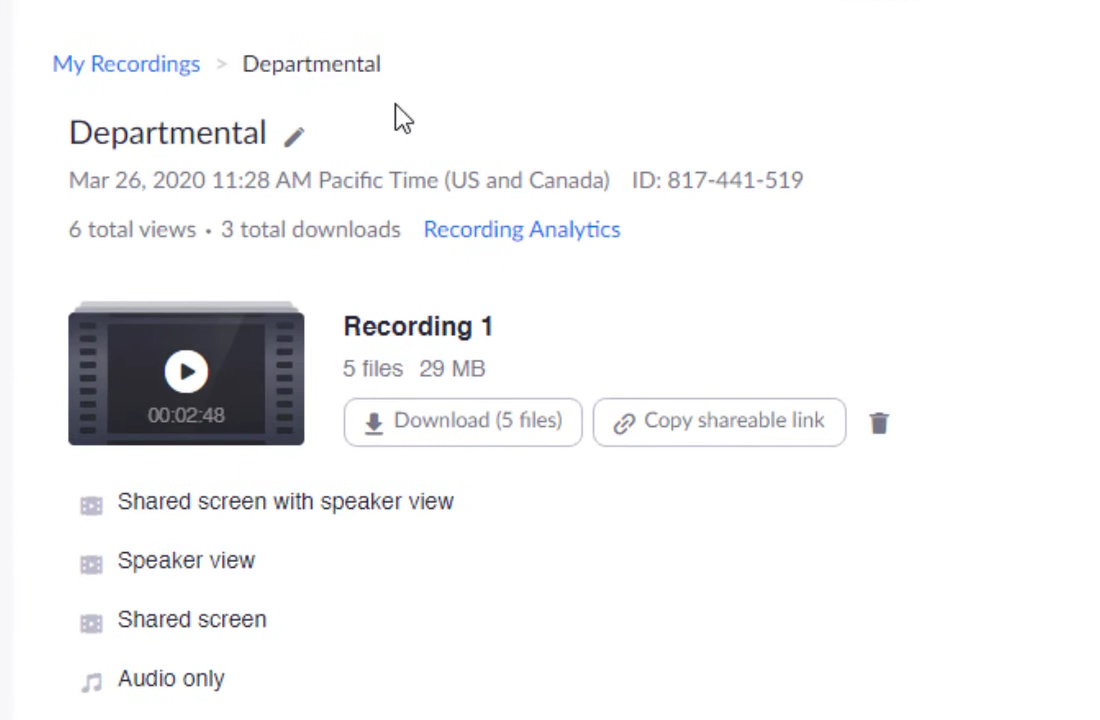 My Recordings > Departmental
Departmental
Mar 26, 2020 11:28 AM Pacific Time (US and Canada) ID: 817-441-519
6 total views • 3 total downloads Recording Analytics
Recording 1
5 files 29 MB
00:02:48
Download (5 files) Copy shareable link
Shared screen with speaker view
Speaker view
Shared screen
Audio only